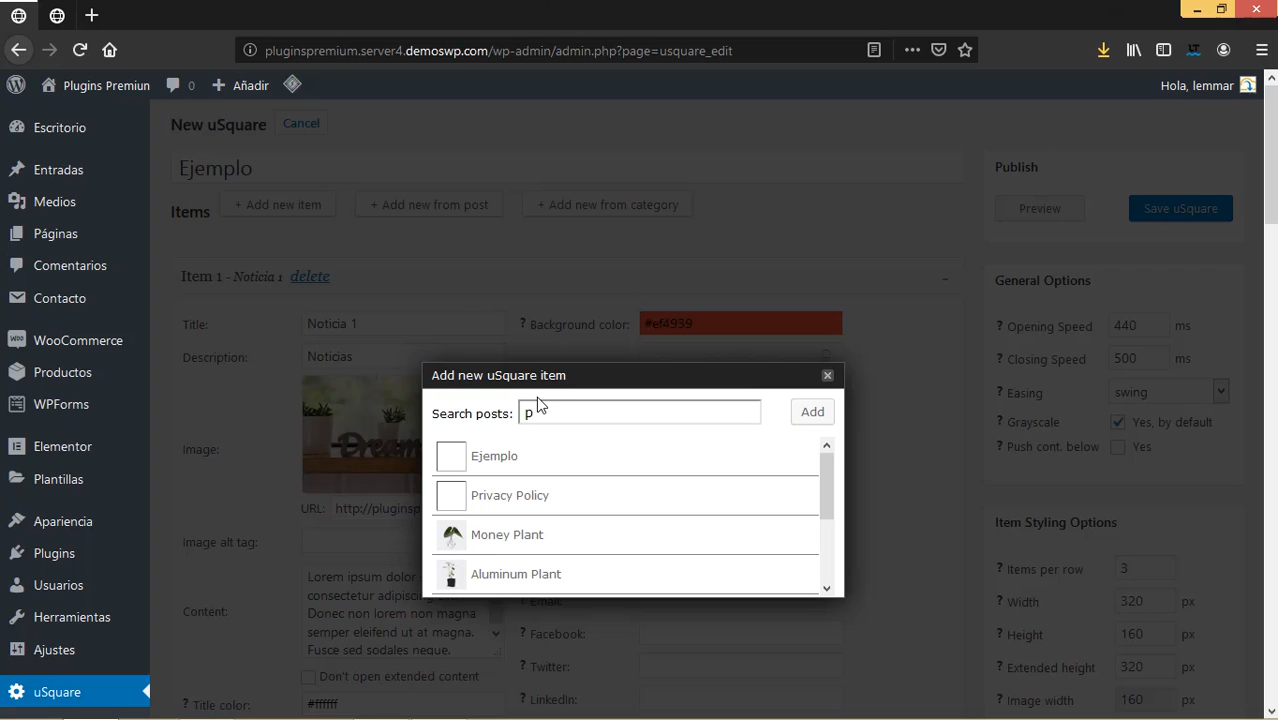 pluginspremium.server4.demoswp.com/wp-admin/admin.php?page=usquare_edit
Plugins Premiun 0 Añadir Hola, lemmar
Escritorio
Entradas
Medios
Páginas
Comentarios
Contacto
WooCommerce
Productos
WPForms
Elementor
Plantillas
Apariencia
Plugins
Usuarios
Herramientas
Ajustes
uSquare
New uSquare Cancel
Ejemplo
Items + Add new item + Add new from post + Add new from category
Item 1 - Noticia 1 delete -
Title: Noticia 1 ? Background color: #ef4939
Description: Noticias
Image:
URL: http://pluginsp
Image alt tag:
Content: Lorem ipsum dolor
consectetur adipiscing
Donec non lorem non magna
semper eleifend ut at magna.
Fusce sed sodales neque.
Don't open extended content
? Title color: #ffffff
? Email:
? Facebook:
? Twitter:
? LinkedIn:
Add new uSquare item
Search posts: p Add
Ejemplo
Privacy Policy
Money Plant
Aluminum Plant
Publish
Preview Save uSquare
General Options
? Opening Speed 440 ms
? Closing Speed 500 ms
? Easing swing
? Grayscale Yes, by default
? Push cont. below Yes
Item Styling Options
? Items per row 3
? Width 320 px
? Height 160 px
? Extended height 320 px
? Image width 160 px